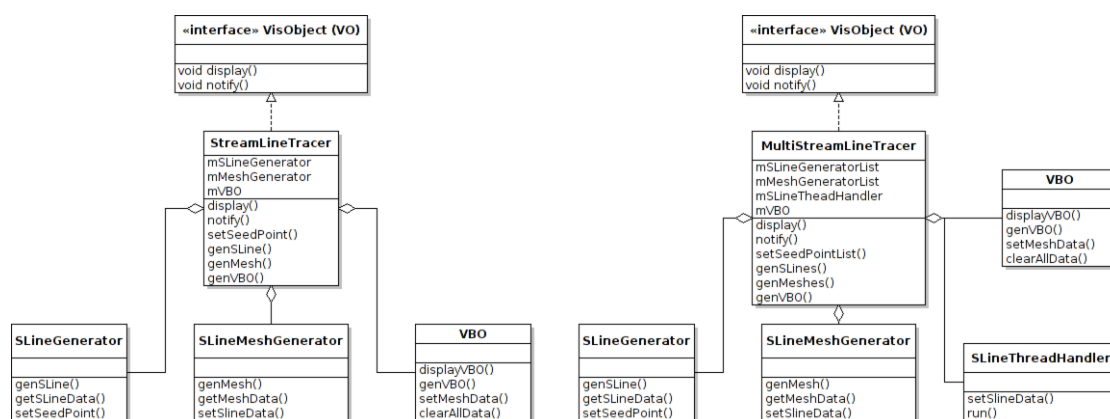 «interface» VisObject (VO)
void display()
void notify()
StreamLineTracer
mSLineGenerator
mMeshGenerator
mVBO
display()
notify()
setSeedPoint()
genSLine()
genMesh()
genVBO()
SLineGenerator
genSLine()
getSLineData()
setSeedPoint()
SLineMeshGenerator
genMesh()
getMeshData()
setSlineData()
VBO
displayVBO()
genVBO()
setMeshData()
clearAllData()
«interface» VisObject (VO)
void display()
void notify()
MultiStreamLineTracer
mSLineGeneratorList
mMeshGeneratorList
mSLineTheadHandler
mVBO
display()
notify()
setSeedPointList()
genSLines()
genMeshes()
genVBO()
VBO
displayVBO()
genVBO()
setMeshData()
clearAllData()
SLineGenerator
genSLine()
getSLineData()
setSeedPoint()
SLineMeshGenerator
genMesh()
getMeshData()
setSlineData()
SLineThreadHandler
setSlineData()
run()